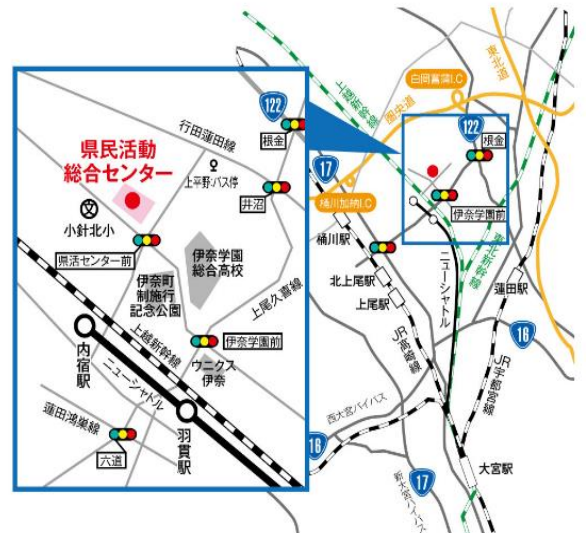 122
根金
行田蓮田線
県民活動
総合センター
上平野バス停
井沼
小針北小
県活センター前
伊奈学園
総合高校
伊奈町
制施行
記念公園
上尾久喜線
上越新幹線
伊奈学園前
ウニクス
伊奈
内宿駅
ニューシャトル
羽貫駅
蓮田鴻巣線
六道
東北道
白岡菖蒲I.C
上越新幹線
圏央道
122
根金
17
桶川加納I.C
伊奈学園前
桶川駅
北上尾駅
上尾駅
ニューシャトル
東北新幹線
蓮田駅
JR高崎線
16
JR宇都宮線
西大宮バイパス
16
大宮駅
17
新大宮バイパス